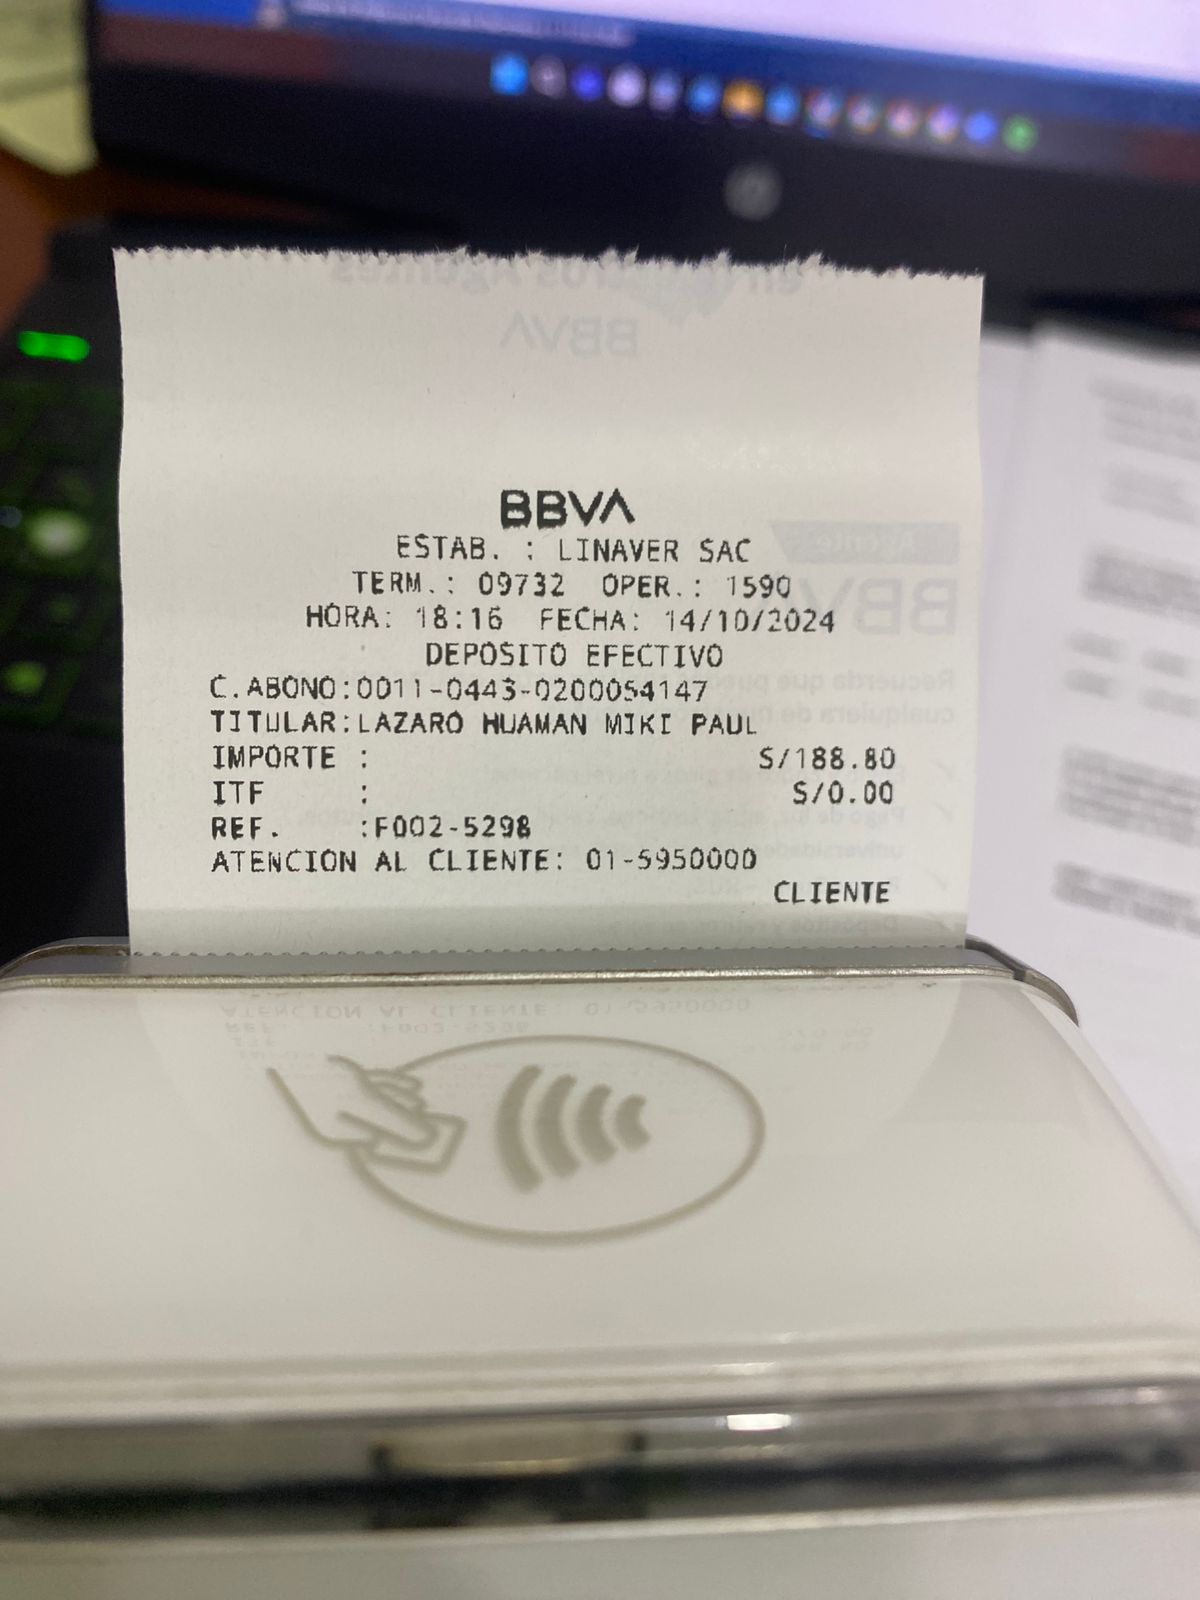 BBVA
ESTAB. : LINAVER SAC
TERM.: 09732 OPER.: 1590
HORA: 18:16 FECHA: 14/10/2024
DEPOSITO EFECTIVO
C.ABONO:0011-0443-0200054147
TITULAR:LAZARO HUAMAN MIKI PAUL
IMPORTE : S/188.80
ITF : S/0.00
REF. :F002-5298
ATENCION AL CLIENTE: 01-5950000
CLIENTE